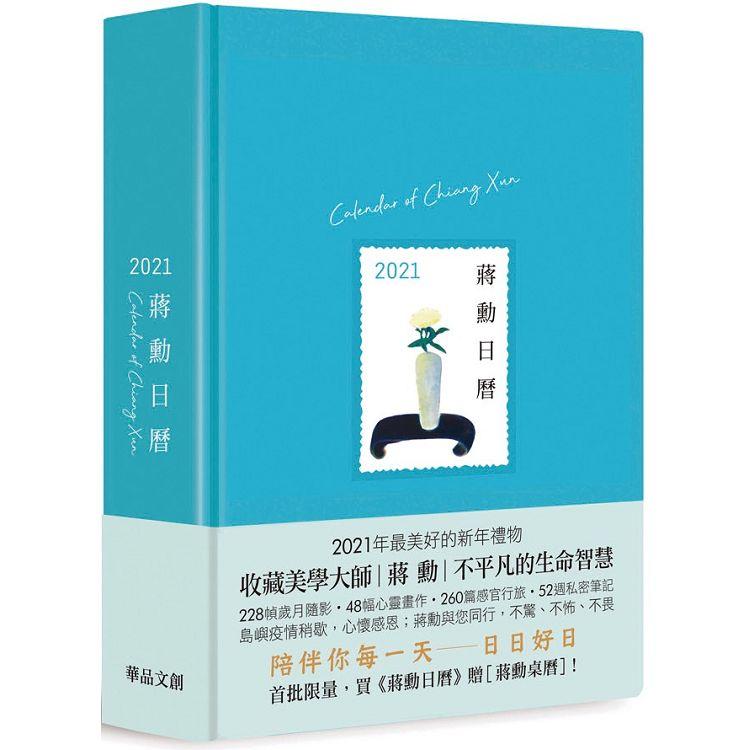 2021
蔣勳日曆
Calendar of Chiang Xun
華品文創
Calendar of Chiang Xun
2021
蔣勳日曆
2021年最美好的新年禮物
收藏美學大師|蔣 勳|不平凡的生命智慧
228幀歲月隨影・48幅心靈畫作・260篇感官行旅・52週私密筆記
島嶼疫情稍歇，心懷感恩；蔣勳與您同行，不驚、不怖、不畏
陪伴你每一天——日日好日
首批限量，買《蔣勳日曆》贈[蔣勳桌曆]！